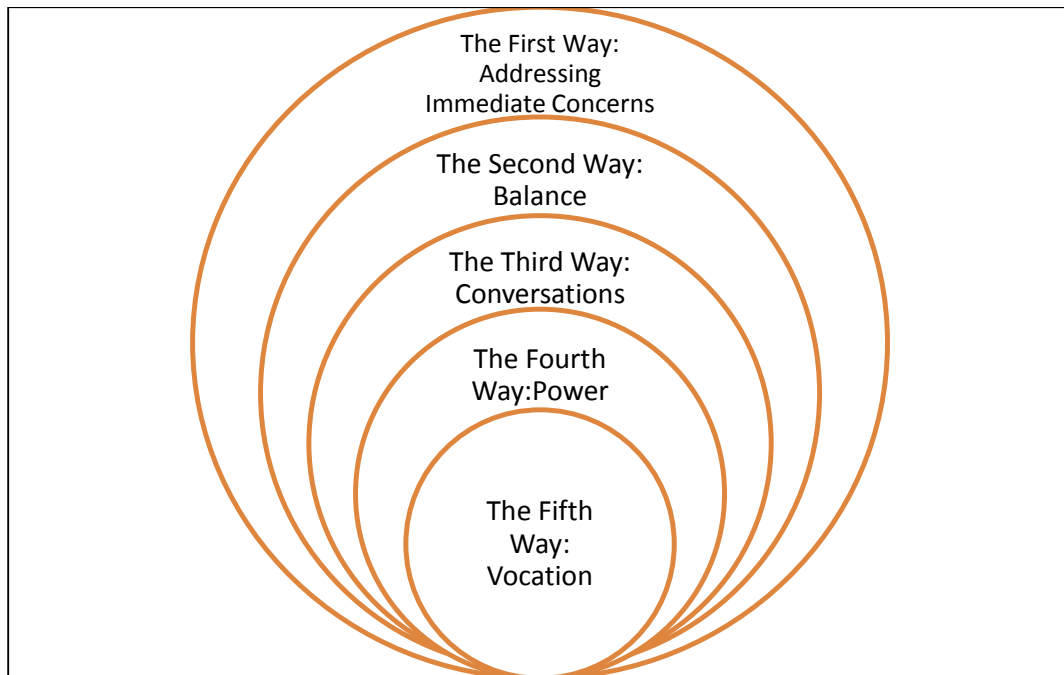 The First Way:
Addressing
Immediate Concerns
The Second Way:
Balance
The Third Way:
Conversations
The Fourth
Way:Power
The Fifth
Way:
Vocation